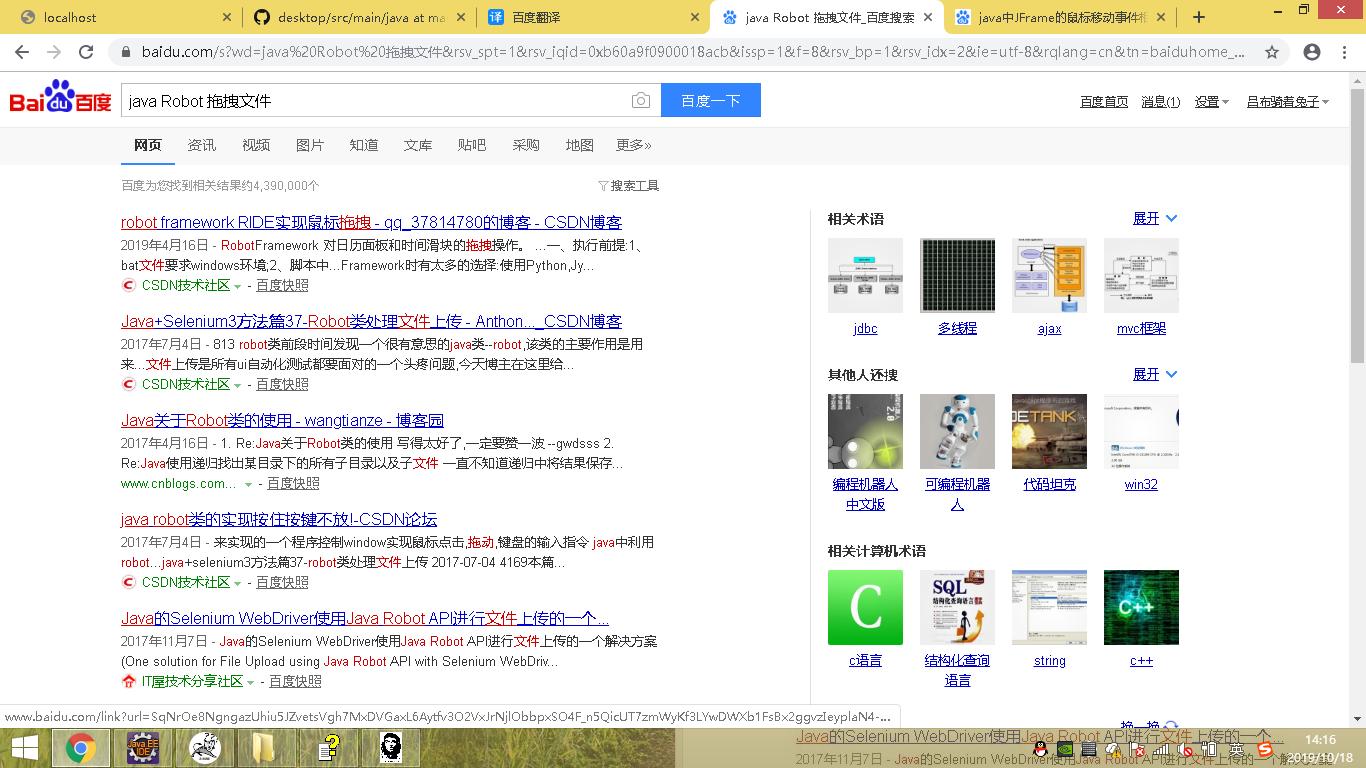 localhost
desktop/src/main/java at ma
百度翻译
java Robot 拖拽文件_百度搜索
java中JFrame的鼠标移动事件
baidu.com/s?wd=java%20Robot%20拖拽文件&rsv_spt=1&rsv_iqid=0xb60a9f0900018acb&issp=1&f=8&rsv_bp=1&rsv_idx=2&ie=utf-8&rqlang=cn&tn=baiduhome_...
Bai du 百度
java Robot 拖拽文件
百度一下
百度首页 消息(1) 设置 吕布骑着兔子
网页 资讯 视频 图片 知道 文库 贴吧 采购 地图 更多»
百度为您找到相关结果约4,390,000个
搜索工具
robot framework RIDE实现鼠标拖拽 - qq_37814780的博客 - CSDN博客
2019年4月16日 - RobotFramework 对日历面板和时间滑块的拖拽操作。 ...一、执行前提:1、
bat文件要求windows环境;2、脚本中...Framework时有太多的选择:使用Python,Jy...
CSDN技术社区 - 百度快照
Java+Selenium3方法篇37-Robot类处理文件上传 - Anthon..._CSDN博客
2017年7月4日 - 813 robot类前段时间发现一个很有意思的java类--robot,该类的主要作用是用
来...文件上传是所有ui自动化测试都要面对的一个头疼问题,今天博主在这里给...
CSDN技术社区 - 百度快照
Java关于Robot类的使用 - wangtianze - 博客园
2017年4月16日 - 1. Re:Java关于Robot类的使用 写得太好了,一定要赞一波 --gwdsss 2.
Re:Java使用递归找出某目录下的所有子目录以及子文件 一直不知道递归中将结果保存...
www.cnblogs.com... - 百度快照
java robot类的实现按住按键不放!-CSDN论坛
2017年7月4日 - 来实现的一个程序控制window实现鼠标点击,拖动,键盘的输入指令 java中利用
robot...java+selenium3方法篇37-robot类处理文件上传 2017-07-04 4169本篇...
CSDN技术社区 - 百度快照
Java的Selenium WebDriver使用Java Robot API进行文件上传的一个...
2017年11月7日 - Java的Selenium WebDriver使用Java Robot API进行文件上传的一个解决方案
(One solution for File Upload using Java Robot API with Selenium WebDriv...
IT屋技术分享社区 - 百度快照
相关术语 展开
jdbc 多线程 ajax mvc框架
其他人还搜 展开
2.0
DETANK
编程机器人中文版 可编程机器人 代码坦克 win32
相关计算机术语
C
SQL
结构化查询语言
C++
c语言 结构化查询语言 string c++
换一换
www.baidu.com/link?url=SqNrOe8NgngazUhiu5JZvetsVgh7MxDVGaxL6Aytfv3O2VxJrNjlObbpxSO4F_n5QicUT7zmWyKf3LYwDWXb1FsBx2ggvzIeyplaN4-...
Java EE
IDE
Java的Selenium WebDriver使用Java Robot API进行文件上传的一个...
2017年11月7日 - Java的Selenium WebDriver使用Java Robot API进行文件上传的一个解
英
14:16
2019/10/18